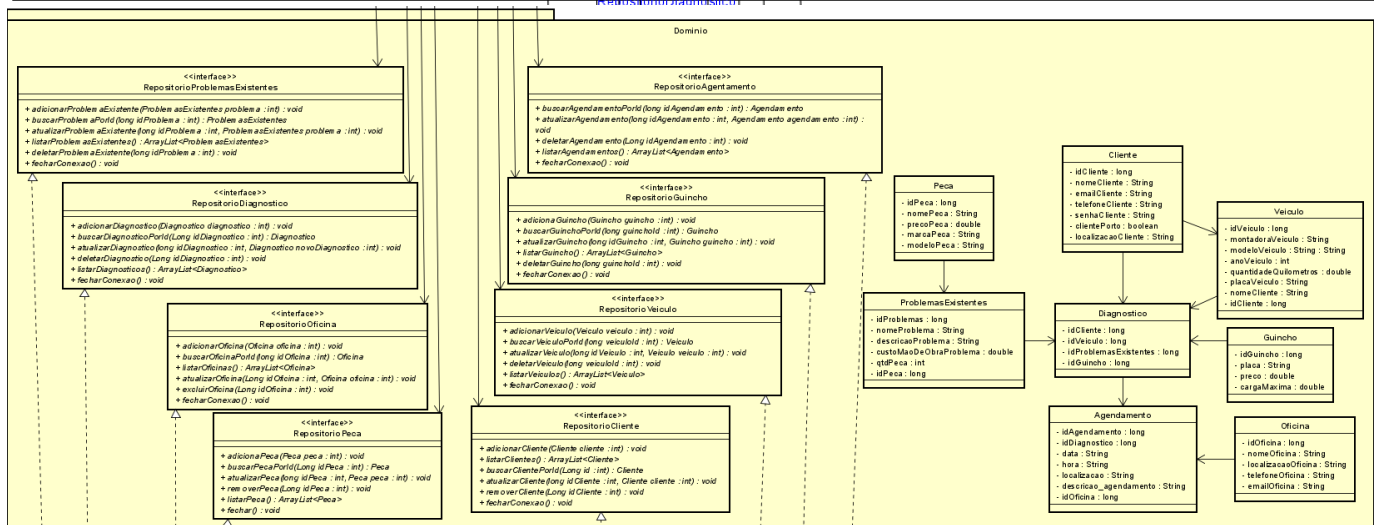 RepositorioDiagnostico
Dominio
<<interface>>
RepositorioProblemasExistentes
+ adicionarProblemaExistente(ProblemasExistentes problema : int) : void
+ buscarProblemaPorId(long idProblema : int) : ProblemasExistentes
+ atualizarProblemaExistente(long idProblema : int, ProblemasExistentes problema : int) : void
+ listarProblemasExistentes() : ArrayList<ProblemasExistentes>
+ deletarProblemaExistente(long idProblema : int) : void
+ fecharConexao() : void
<<interface>>
RepositorioAgentamento
+ buscarAgendamentoPorId(long idAgendamento : int) : Agendamento
+ atualizarAgendamento(long idAgendamento : int, Agendamento agendamento : int) :
void
+ deletarAgendamento(Long idAgendamento : int) : void
+ listarAgendamentos() : ArrayList<Agendamento>
+ fecharConexao() : void
<<interface>>
RepositorioDiagnostico
+ adicionarDiagnostico(Diagnostico diagnostico : int) : void
+ buscarDiagnosticoPorId(Long idDiagnostico : int) : Diagnostico
+ atualizarDiagnostico(long idDiagnostico : int, Diagnostico novoDiagnostico : int) : void
+ deletarDiagnostico(Long idDiagnostico : int) : void
+ listarDiagnosticos() : ArrayList<Diagnostico>
+ fecharConexao() : void
<<interface>>
RepositorioGuincho
+ adicionaGuincho(Guincho guincho : int) : void
+ buscarGuinchoPorId(long guinchoId : int) : Guincho
+ atualizarGuincho(long idGuincho : int, Guincho guincho : int) : void
+ listarGuincho() : ArrayList<Guincho>
+ deletarGuincho(long guinchoId : int) : void
+ fecharConexao() : void
<<interface>>
RepositorioOficina
+ adicionarOficina(Oficina oficina : int) : void
+ buscarOficinaPorId(long idOficina : int) : Oficina
+ listarOficinas() : ArrayList<Oficina>
+ atualizarOficina(Long idOficina : int, Oficina oficina : int) : void
+ excluirOficina(Long idOficina : int) : void
+ fecharConexao() : void
<<interface>>
RepositorioVeiculo
+ adicionarVeiculo(Veiculo veiculo : int) : void
+ buscarVeiculoPorId(long veiculoId : int) : Veiculo
+ atualizarVeiculo(long idVeiculo : int, Veiculo veiculo : int) : void
+ deletarVeiculo(long veiculoId : int) : void
+ listarVeiculos() : ArrayList<Veiculo>
+ fecharConexao() : void
<<interface>>
RepositorioPeca
+ adicionaPeca(Peca peca : int) : void
+ buscarPecaPorId(Long idPeca : int) : Peca
+ atualizarPeca(long idPeca : int, Peca peca : int) : void
+ removerPeca(Long idPeca : int) : void
+ listarPeca() : ArrayList<Peca>
+ fechar() : void
<<interface>>
RepositorioCliente
+ adicionarCliente(Cliente cliente : int) : void
+ listarClientes() : ArrayList<Cliente>
+ buscarClientePorId(Long id : int) : Cliente
+ atualizarCliente(long idCliente : int, Cliente cliente : int) : void
+ removerCliente(Long idCliente : int) : void
+ fecharConexao() : void
Peca
- idPeca : long
- nomePeca : String
- precoPeca : double
- marcaPeca : String
- modeloPeca : String
Cliente
- idCliente : long
- nomeCliente : String
- emailCliente : String
- telefoneCliente : String
- senhaCliente : String
- clientePorto : boolean
- localizacaoCliente : String
Veiculo
- idVeiculo : long
- montadoraVeiculo : String
- modeloVeiculo : String : String
- anoVeiculo : int
- quantidadeQuilometros : double
- placaVeiculo : String
- nomeCliente : String
- idCliente : long
ProblemasExistentes
- idProblemas : long
- nomeProblema : String
- descricaoProblema : String
- custoMaoDeObraProblema : double
- qtdPeca : int
- idPeca : long
Diagnostico
- idCliente : long
- idVeiculo : long
- idProblemasExistentes : long
- idGuincho : long
Guincho
- idGuincho : long
- placa : String
- preco : double
- cargaMaxima : double
Agendamento
- idAgendamento : long
- idDiagnostico : long
- data : String
- hora : String
- localizacao : String
- descricao_agendamento : String
- idOficina : long
Oficina
- idOficina : long
- nomeOficina : String
- localizacaoOficina : String
- telefoneOficina : String
- emailOficina : String